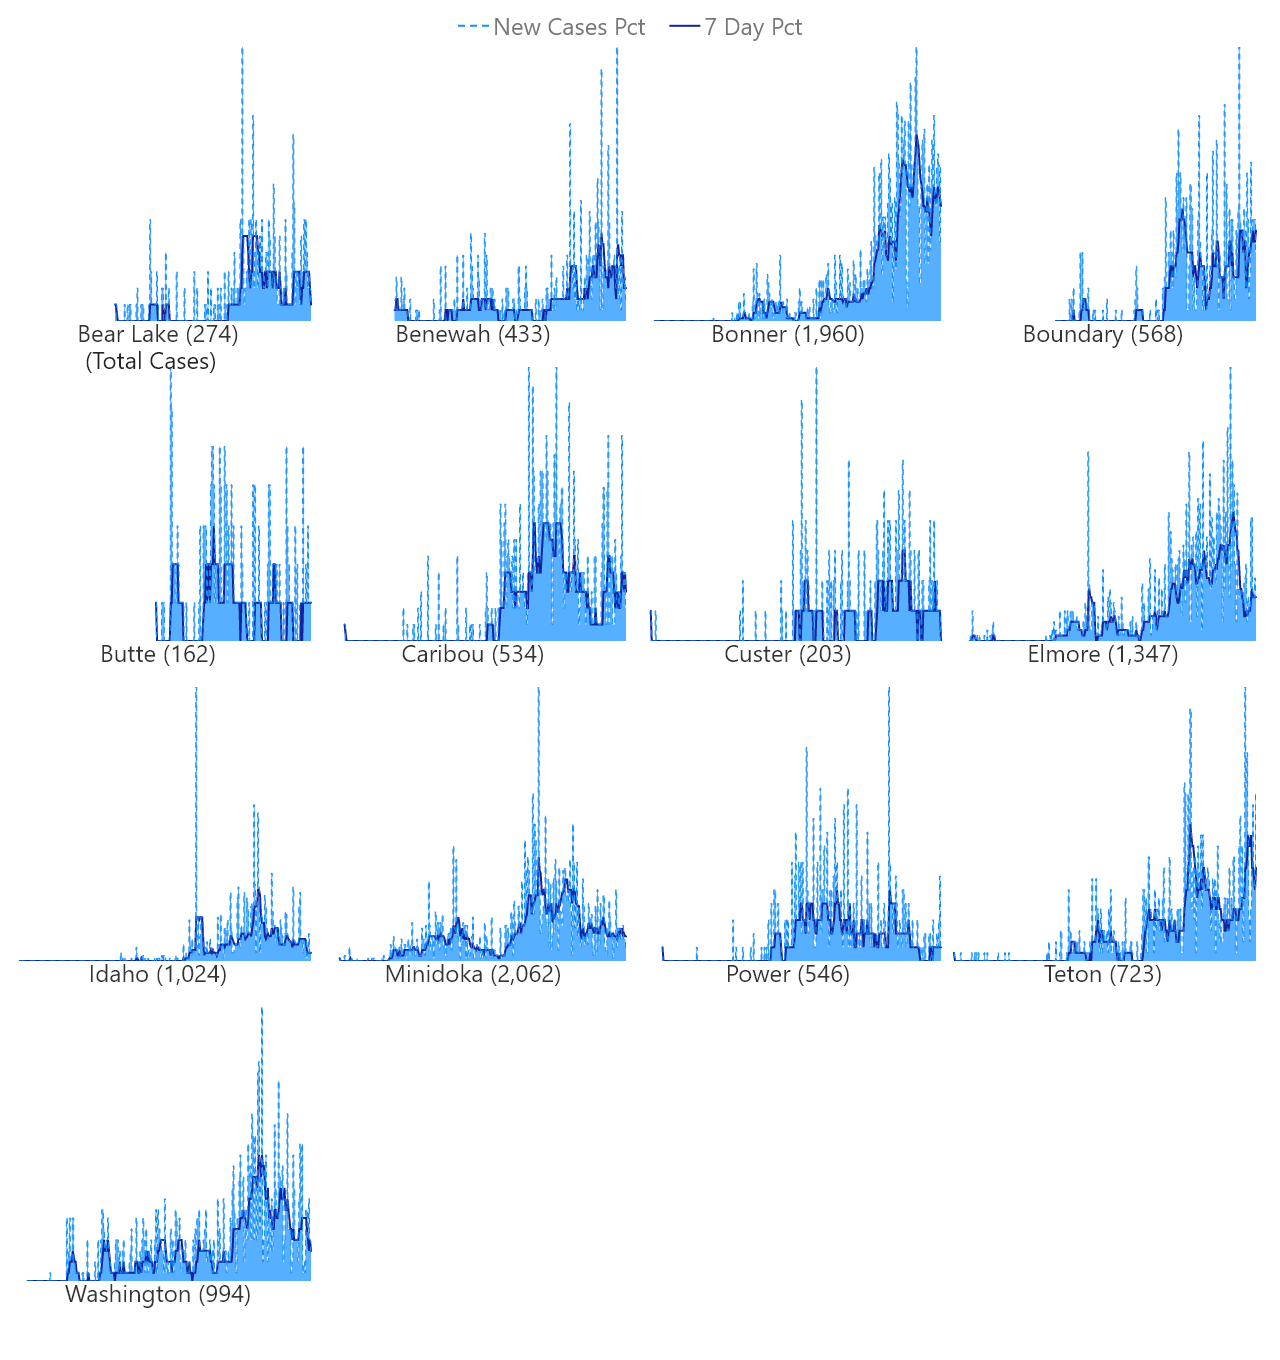 New Cases Pct 7 Day Pct
Bear Lake (274)
(Total Cases)
Benewah (433)
Bonner (1,960)
Boundary (568)
Butte (162)
Caribou (534)
Custer (203)
Elmore (1,347)
Idaho (1,024)
Minidoka (2,062)
Power (546)
Teton (723)
Washington (994)